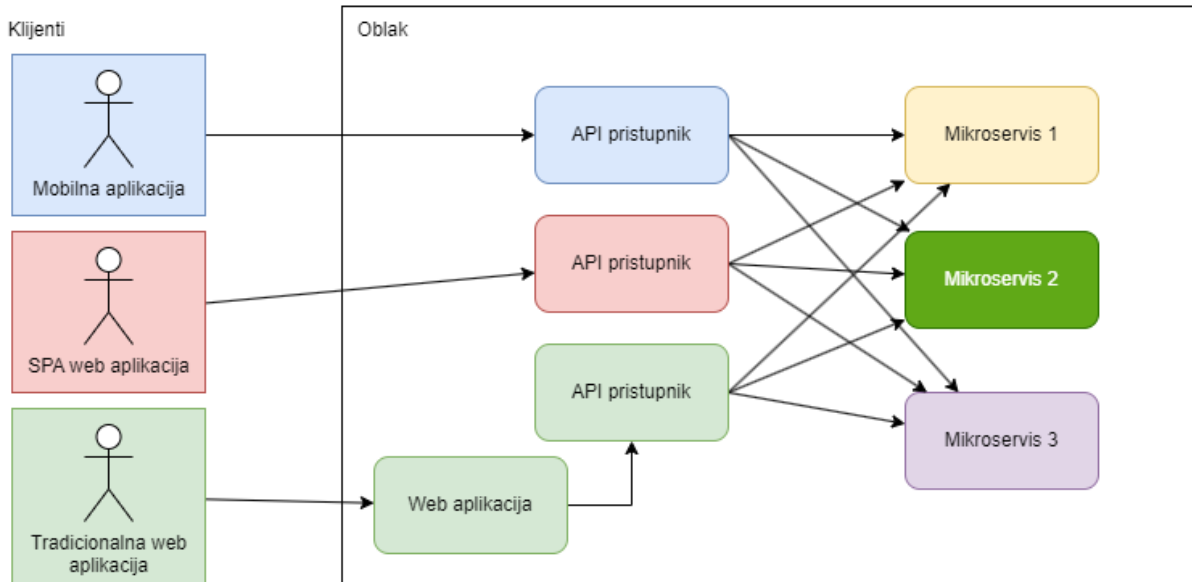 Klijenti
Oblak
Mobilna aplikacija
API pristupnik
Mikroservis 1
SPA web aplikacija
API pristupnik
Mikroservis 2
API pristupnik
Mikroservis 3
Tradicionalna web
aplikacija
Web aplikacija